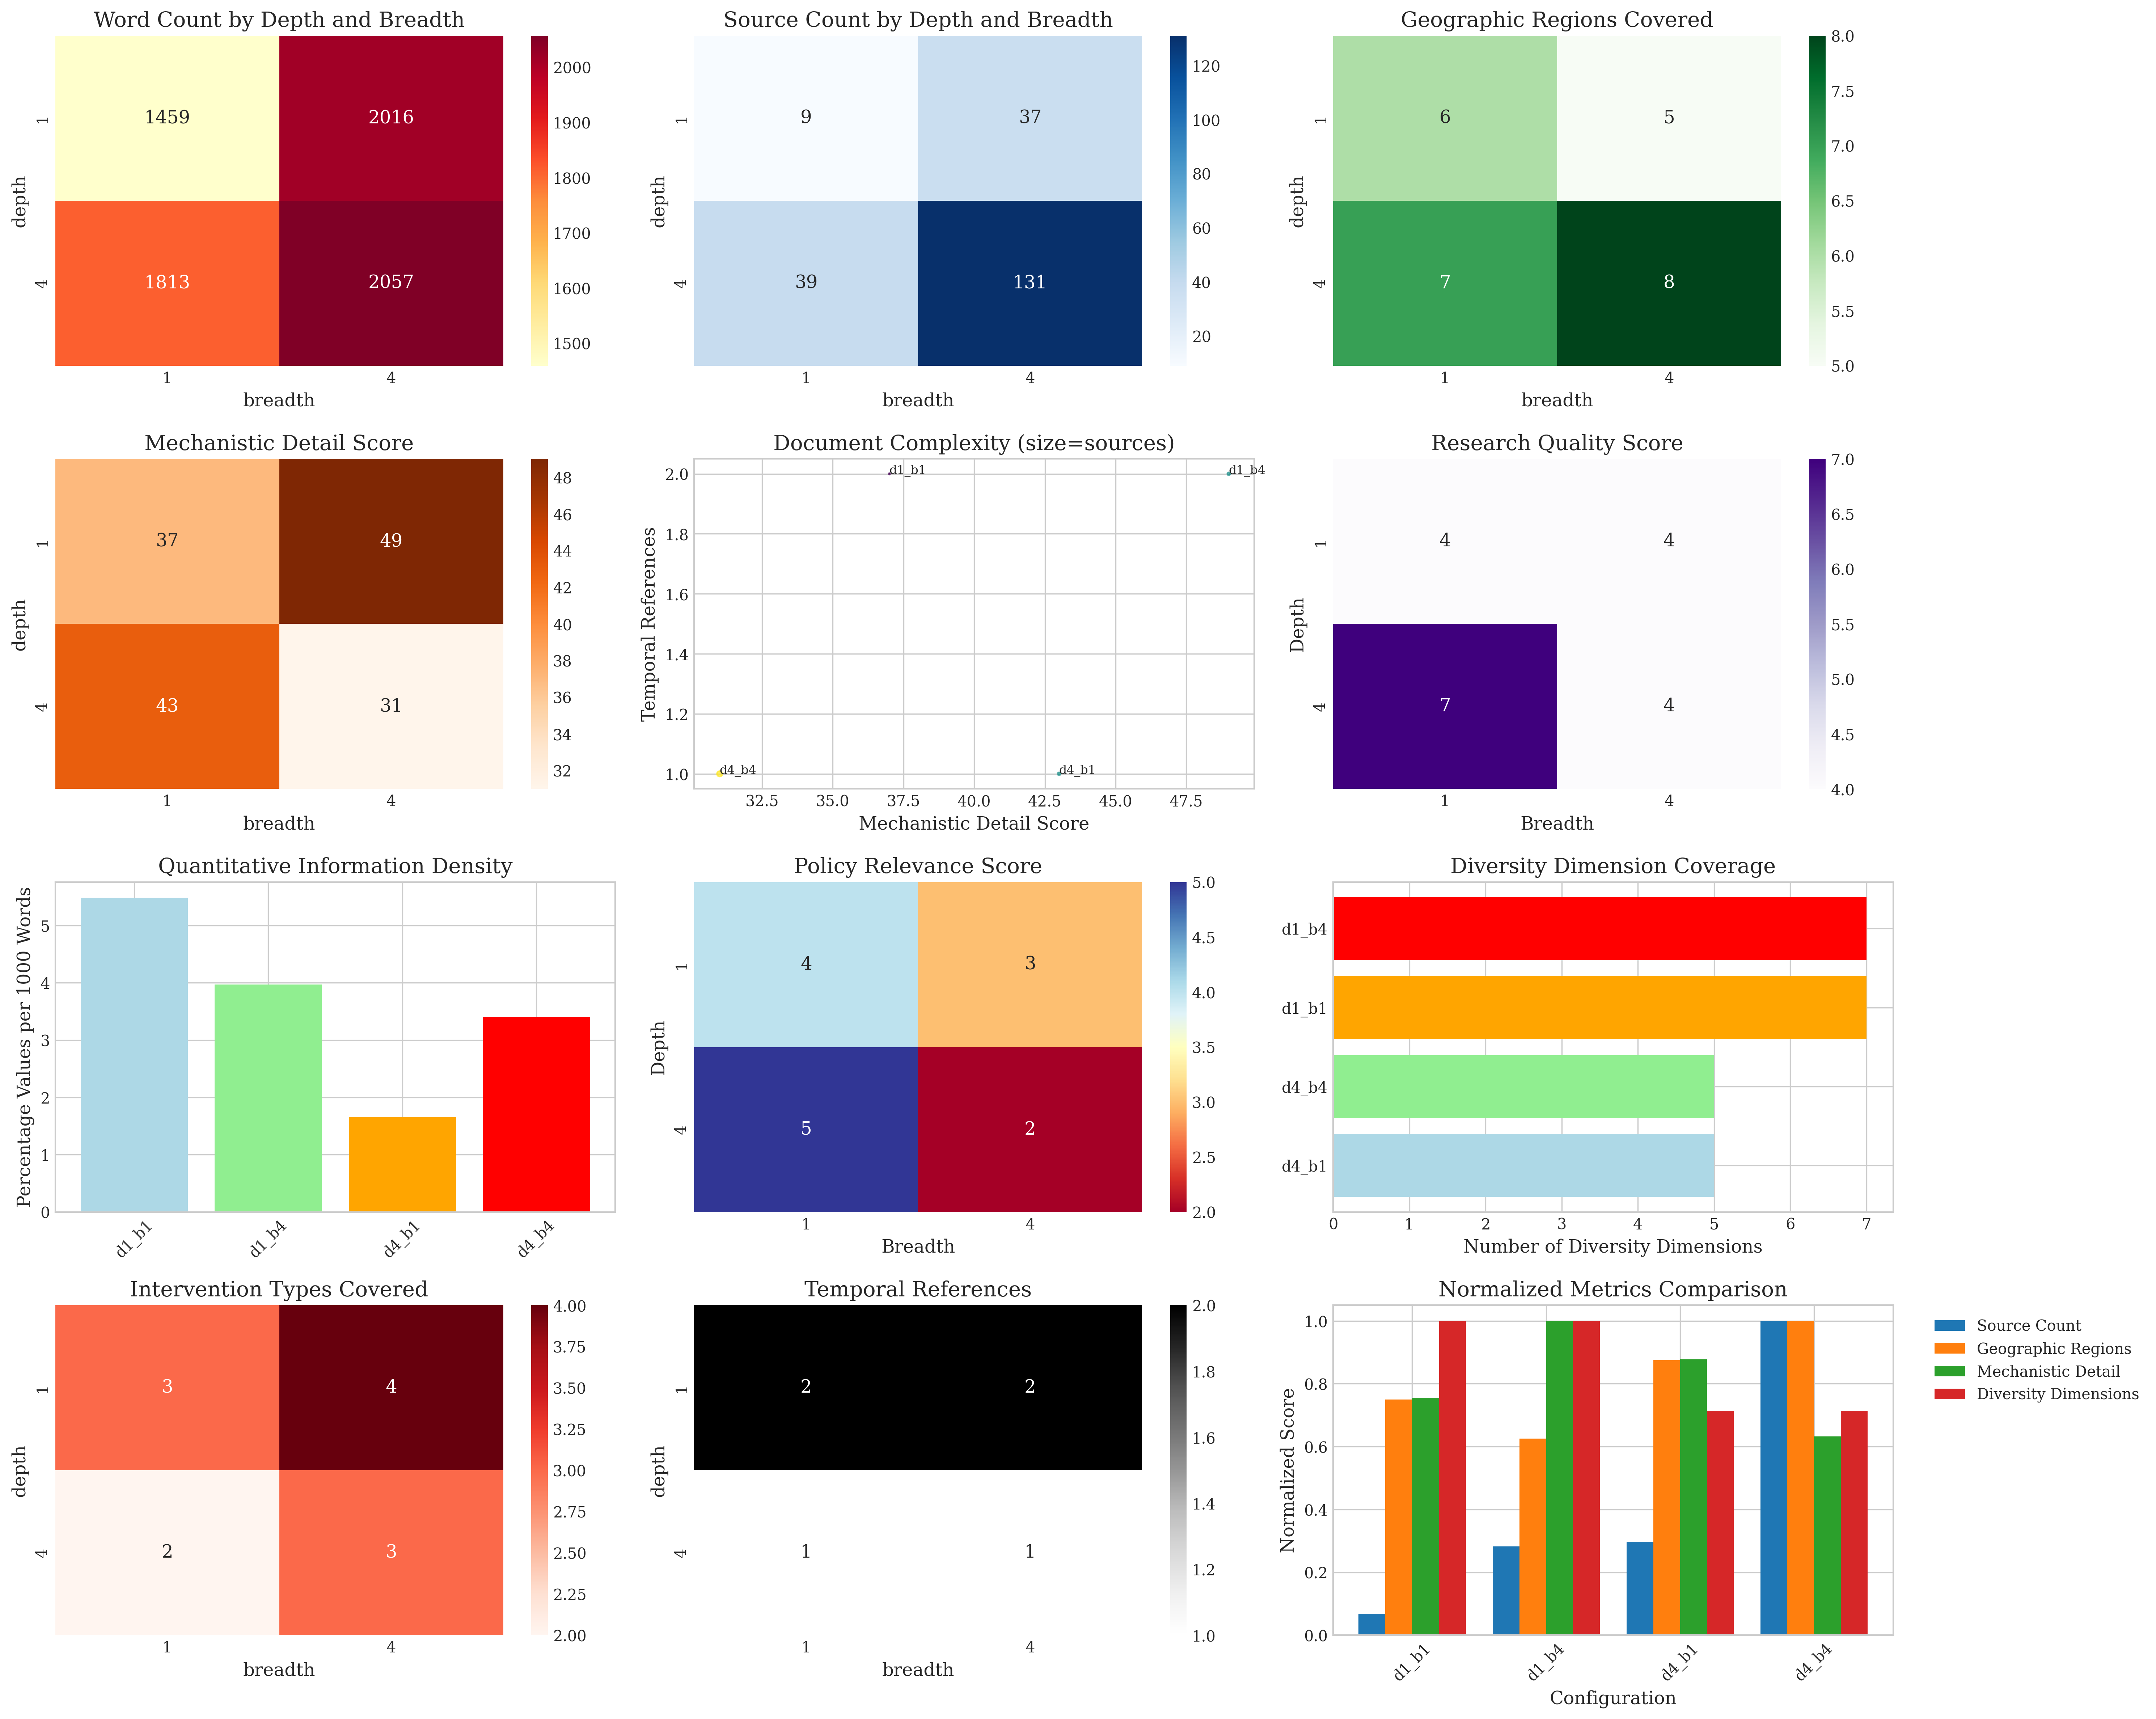 Word Count by Depth and Breadth
1459 2016
1813 2057
1 4
depth
1 4
breadth
2000
1900
1800
1700
1600
1500
Source Count by Depth and Breadth
9 37
39 131
1 4
depth
1 4
breadth
120
100
80
60
40
20
Geographic Regions Covered
6 5
7 8
1 4
depth
1 4
breadth
8.0
7.5
7.0
6.5
6.0
5.5
5.0
Mechanistic Detail Score
37 49
43 31
1 4
depth
1 4
breadth
48
46
44
42
40
38
36
34
32
Document Complexity (size=sources)
2.0
1.8
1.6
1.4
1.2
1.0
Temporal References
d1_b1
d1_b4
d4_b4
d4_b1
32.5 35.0 37.5 40.0 42.5 45.0 47.5
Mechanistic Detail Score
Research Quality Score
4 4
7 4
1 4
Depth
1 4
Breadth
7.0
6.5
6.0
5.5
5.0
4.5
4.0
Quantitative Information Density
Percentage Values per 1000 Words
5
4
3
2
1
0
d1_b1 d1_b4 d4_b1 d4_b4
Policy Relevance Score
4 3
5 2
1 4
Depth
1 4
Breadth
5.0
4.5
4.0
3.5
3.0
2.5
2.0
Diversity Dimension Coverage
d1_b4
d1_b1
d4_b4
d4_b1
0 1 2 3 4 5 6 7
Number of Diversity Dimensions
Intervention Types Covered
3 4
2 3
1 4
depth
1 4
breadth
4.00
3.75
3.50
3.25
3.00
2.75
2.50
2.25
2.00
Temporal References
2 2
1 1
1 4
depth
1 4
breadth
2.0
1.8
1.6
1.4
1.2
1.0
Normalized Metrics Comparison
Normalized Score
1.0
0.8
0.6
0.4
0.2
0.0
d1_b1 d1_b4 d4_b1 d4_b4
Configuration
Source Count
Geographic Regions
Mechanistic Detail
Diversity Dimensions